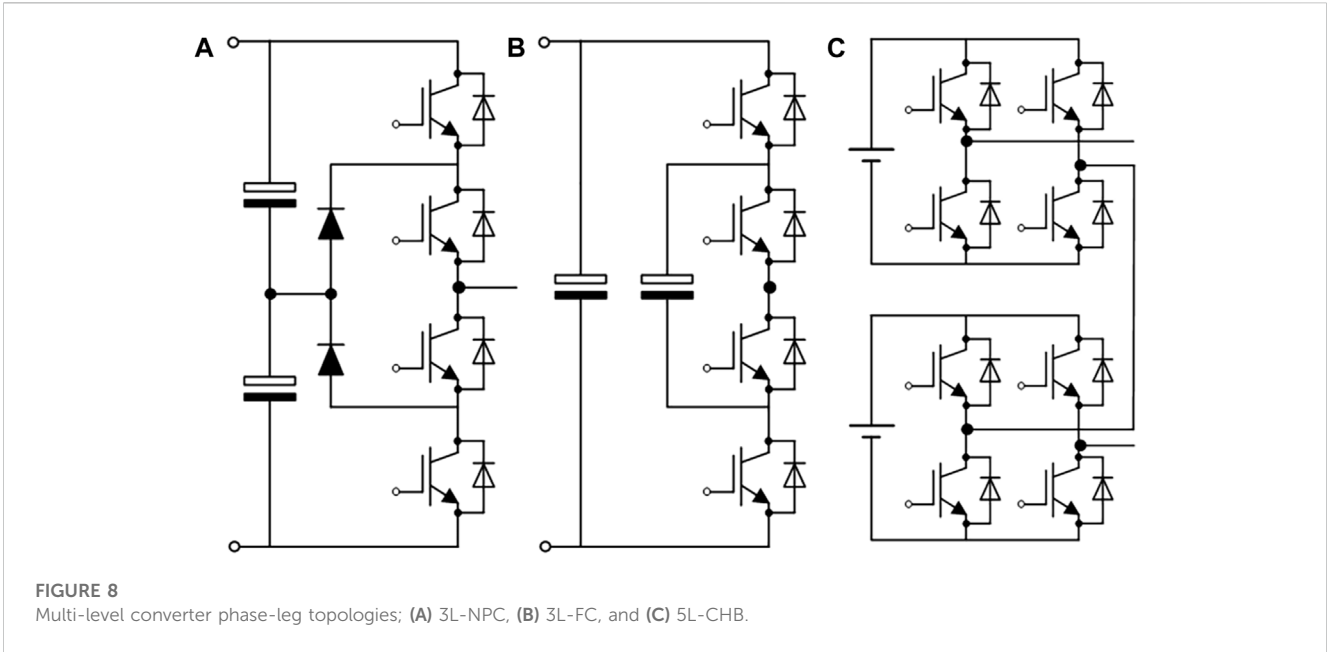 A B C
FIGURE 8
Multi-level converter phase-leg topologies; (A) 3L-NPC, (B) 3L-FC, and (C) 5L-CHB.